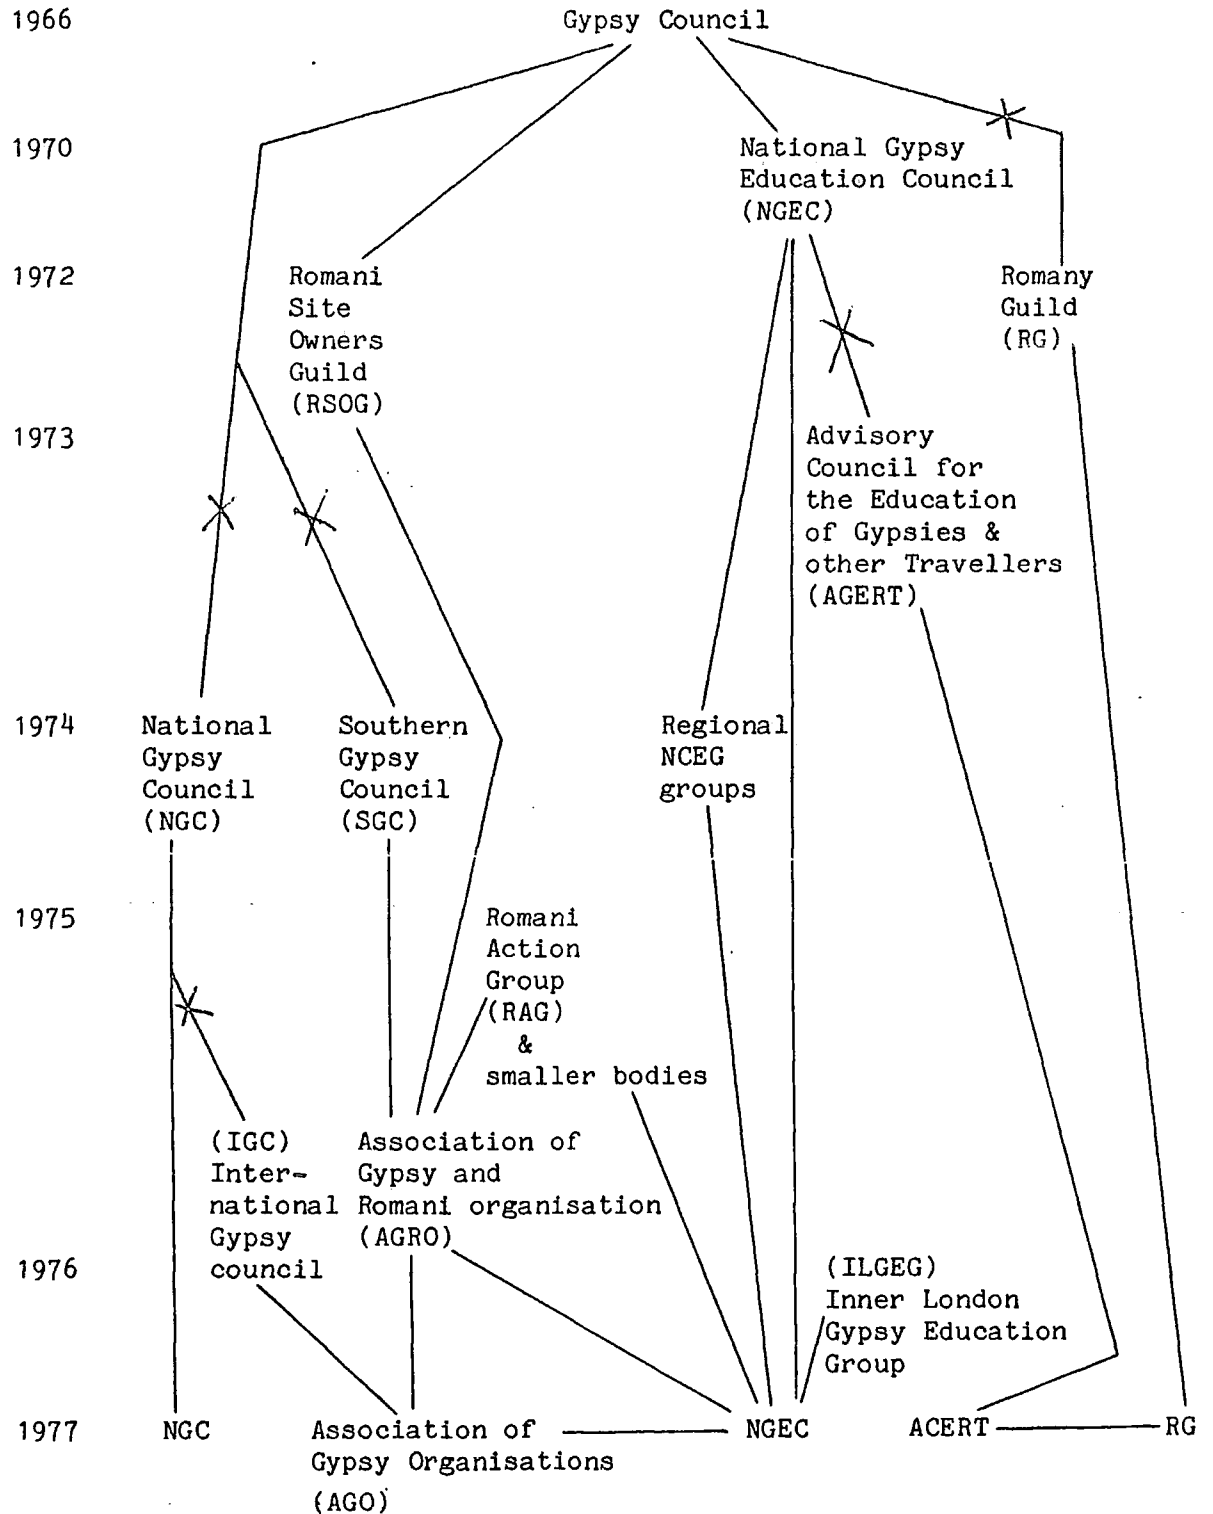 1966
Gypsy Council
1970
National Gypsy
Education Council
(NGEC)
1972
Romani
Site
Owners
Guild
(RSOG)
Romany
Guild
(RG)
1973
Advisory
Council for
the Education
of Gypsies &
other Travellers
(AGERT)
1974
National
Gypsy
Council
(NGC)
Southern
Gypsy
Council
(SGC)
Regional
NCEG
groups
1975
Romani
Action
Group
(RAG)
&
smaller bodies
(IGC)
Inter-
national
Gypsy
council
Association of
Gypsy and
Romani organisation
(AGRO)
1976
(ILGEG)
Inner London
Gypsy Education
Group
1977
NGC
Association of
Gypsy Organisations
(AGO)
NGEC
ACERT
RG